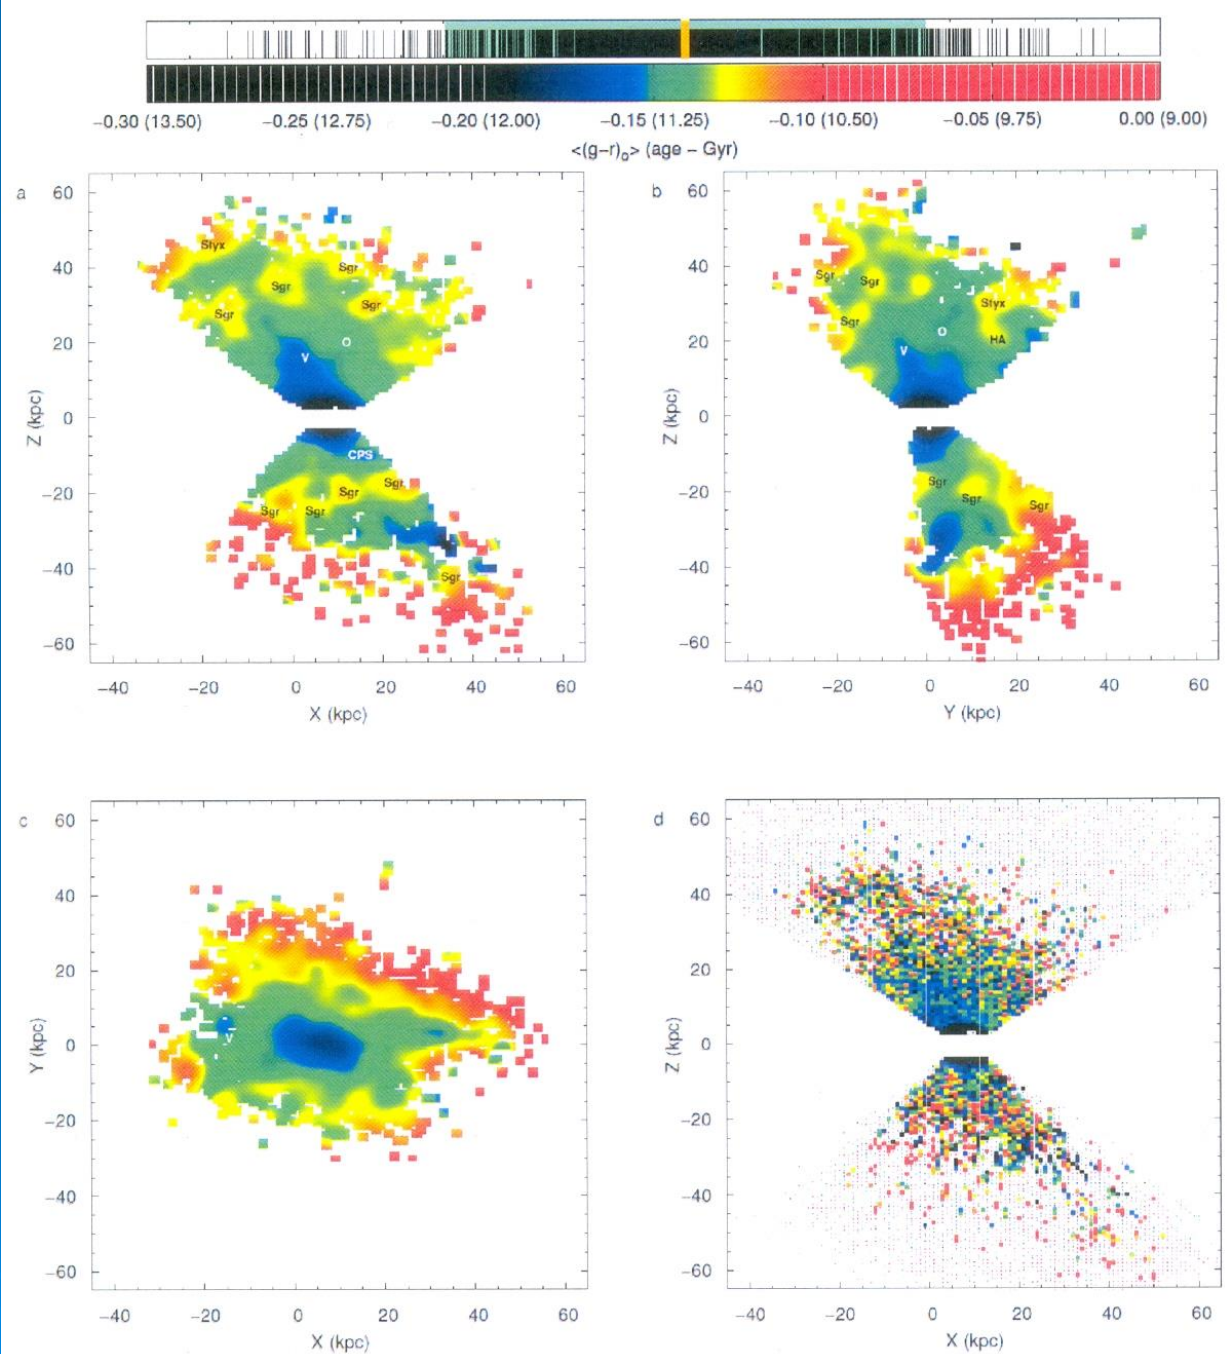 −0.30 (13.50) −0.25 (12.75) −0.20 (12.00) −0.15 (11.25) −0.10 (10.50) −0.05 (9.75) 0.00 (9.00)
<(g−r)₀> (age − Gyr)
a
60
40
20
0
−20
−40
−60
Z (kpc)
Styx
Sgr
Sgr
Sgr
Sgr
O
V
CPS
Sgr
Sgr
Sgr
Sgr
Sgr
−40 −20 0 20 40 60
X (kpc)
b
60
40
20
0
−20
−40
−60
Z (kpc)
Sgr
Sgr
Styx
Sgr
O
HA
V
Sgr
Sgr
Sgr
−40 −20 0 20 40 60
Y (kpc)
c
60
40
20
0
−20
−40
−60
Y (kpc)
V
−40 −20 0 20 40 60
X (kpc)
d
60
40
20
0
−20
−40
−60
Z (kpc)
−40 −20 0 20 40 60
X (kpc)